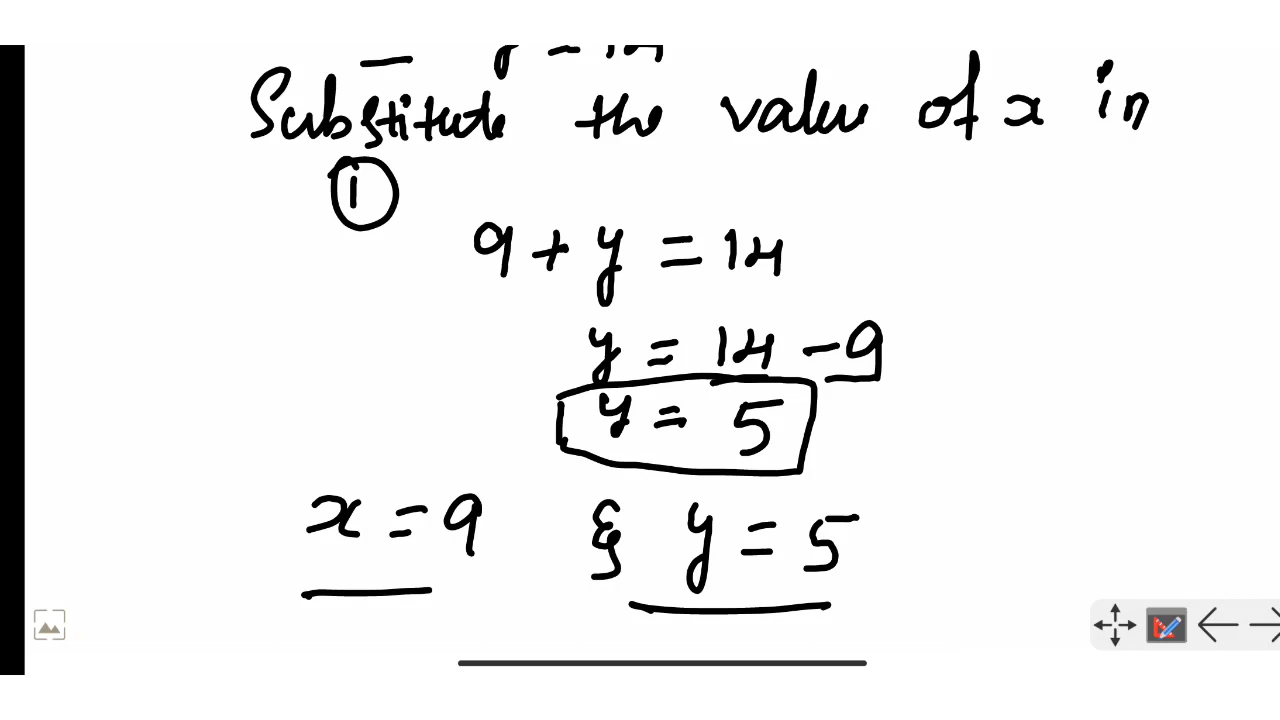 Substitute the value of x in
①
9 + y = 14
y = 14 - 9
y = 5
x = 9 & y = 5